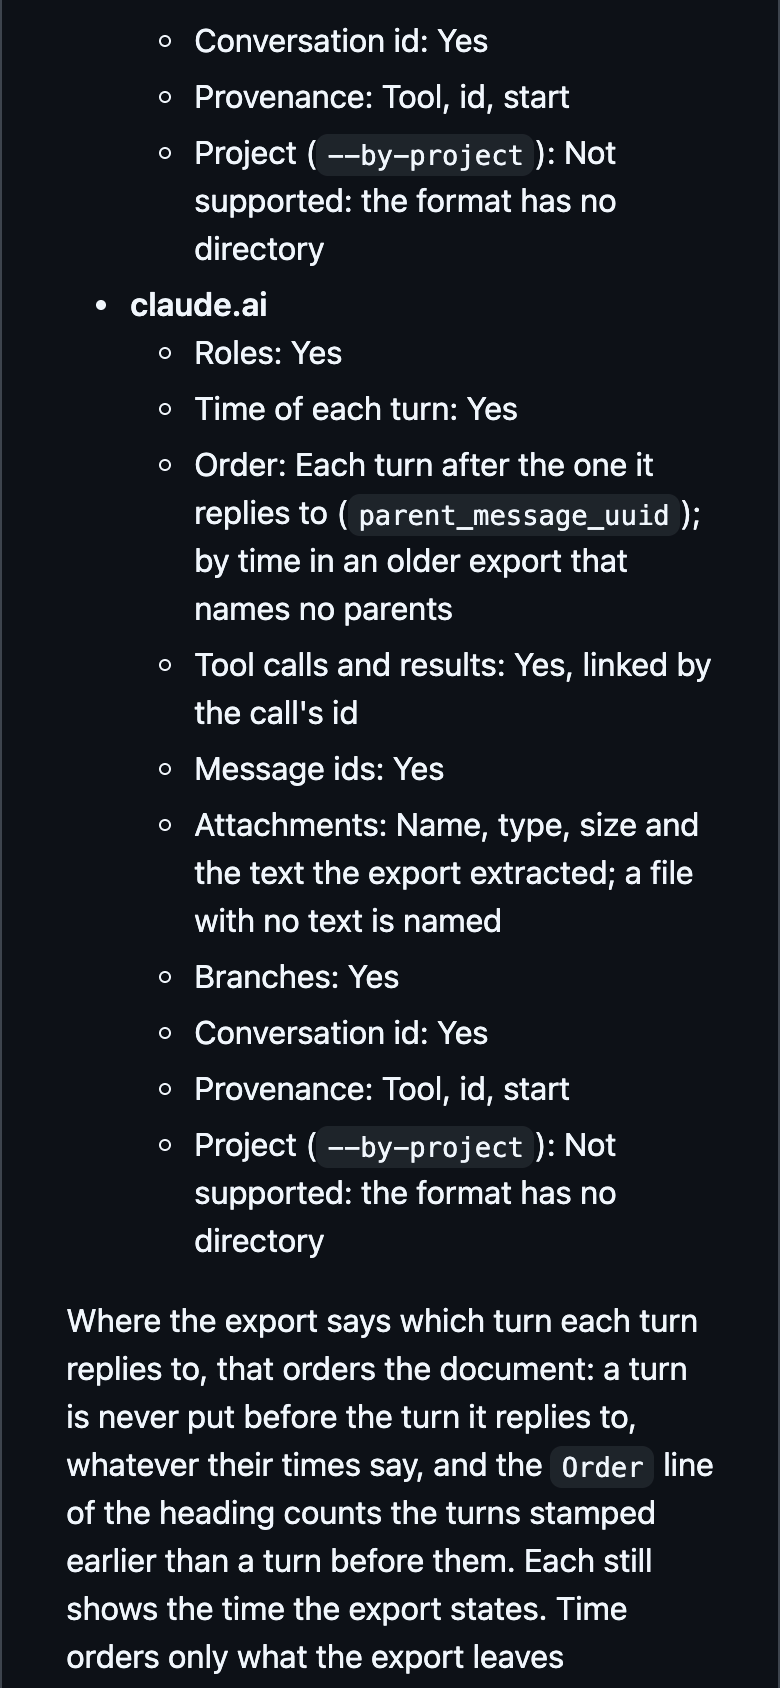 Conversation id: Yes
Provenance: Tool, id, start
Project (--by-project): Not
supported: the format has no
directory
claude.ai
Roles: Yes
Time of each turn: Yes
Order: Each turn after the one it
replies to (parent_message_uuid);
by time in an older export that
names no parents
Tool calls and results: Yes, linked by
the call's id
Message ids: Yes
Attachments: Name, type, size and
the text the export extracted; a file
with no text is named
Branches: Yes
Conversation id: Yes
Provenance: Tool, id, start
Project (--by-project): Not
supported: the format has no
directory
Where the export says which turn each turn
replies to, that orders the document: a turn
is never put before the turn it replies to,
whatever their times say, and the Order line
of the heading counts the turns stamped
earlier than a turn before them. Each still
shows the time the export states. Time
orders only what the export leaves